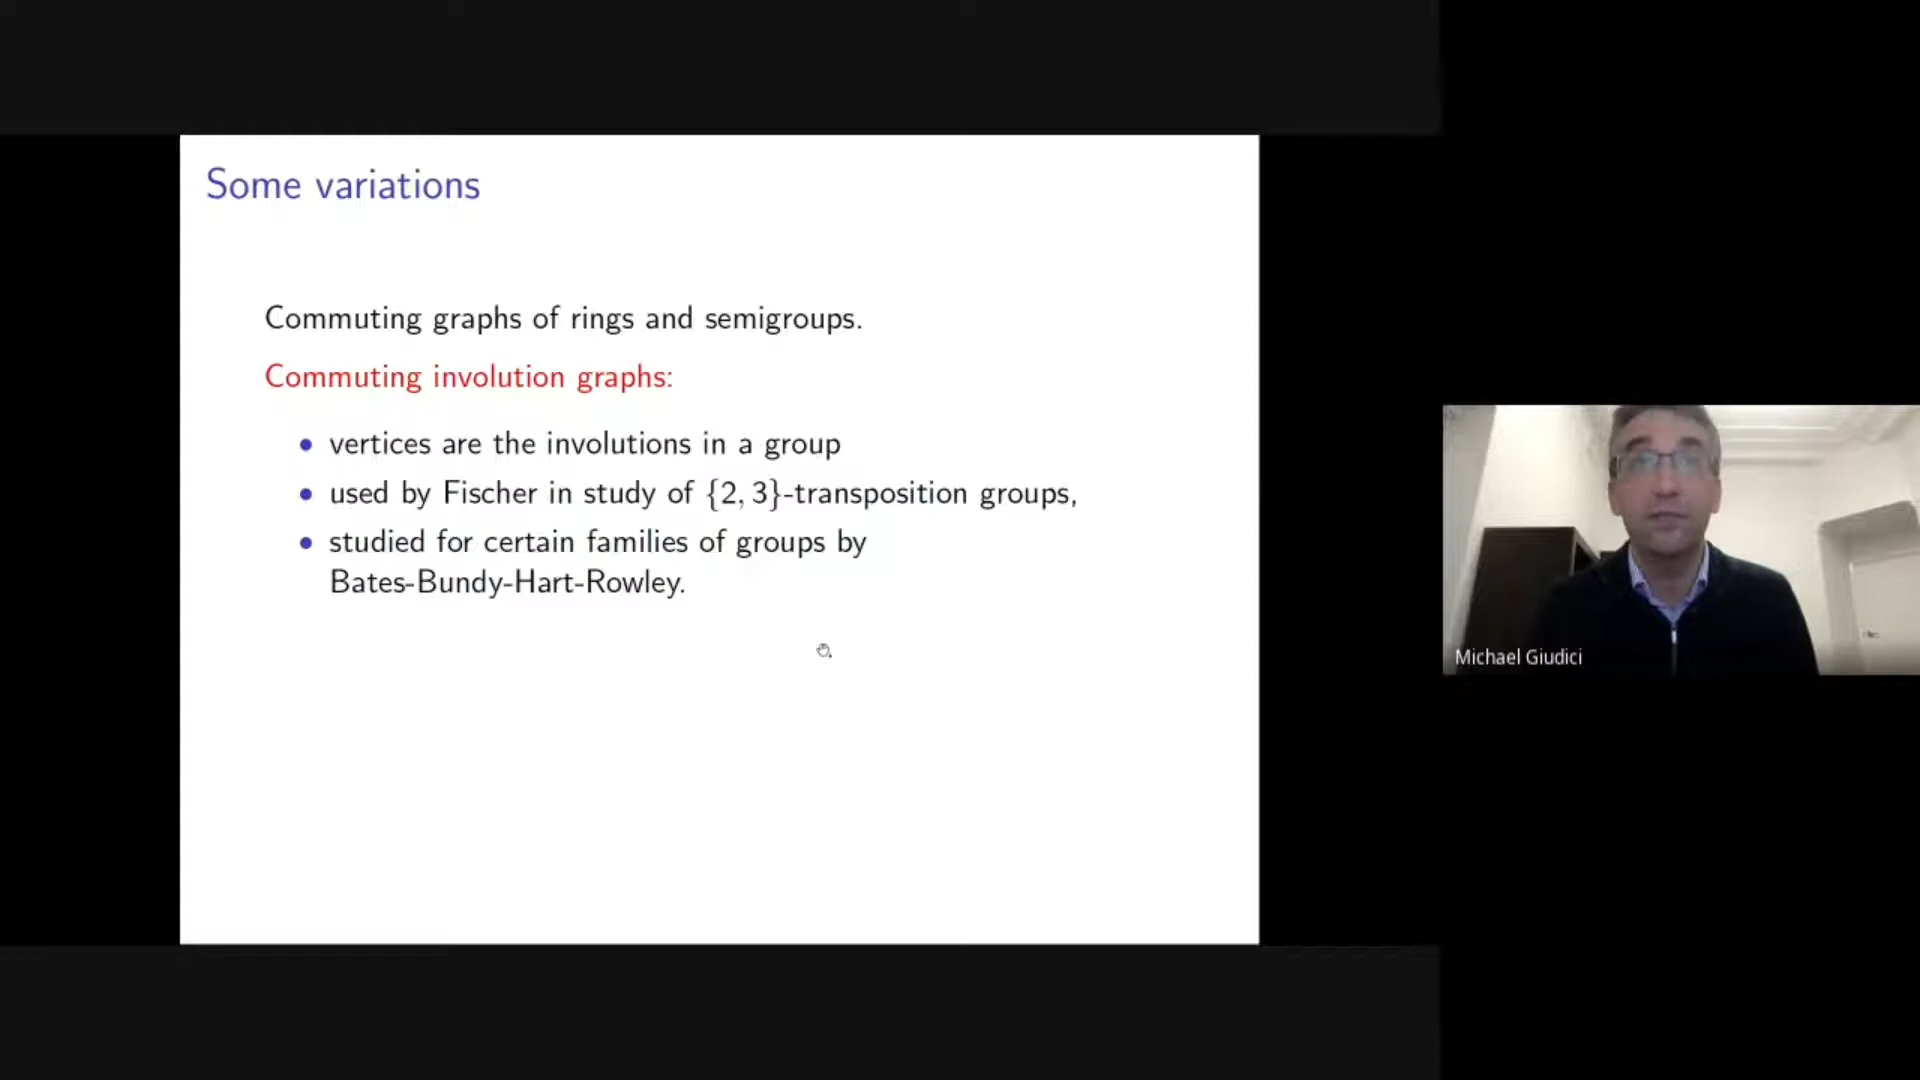 Some variations
Commuting graphs of rings and semigroups.
Commuting involution graphs:
• vertices are the involutions in a group
• used by Fischer in study of {2, 3}-transposition groups,
• studied for certain families of groups by
Bates-Bundy-Hart-Rowley.
Michael Giudici